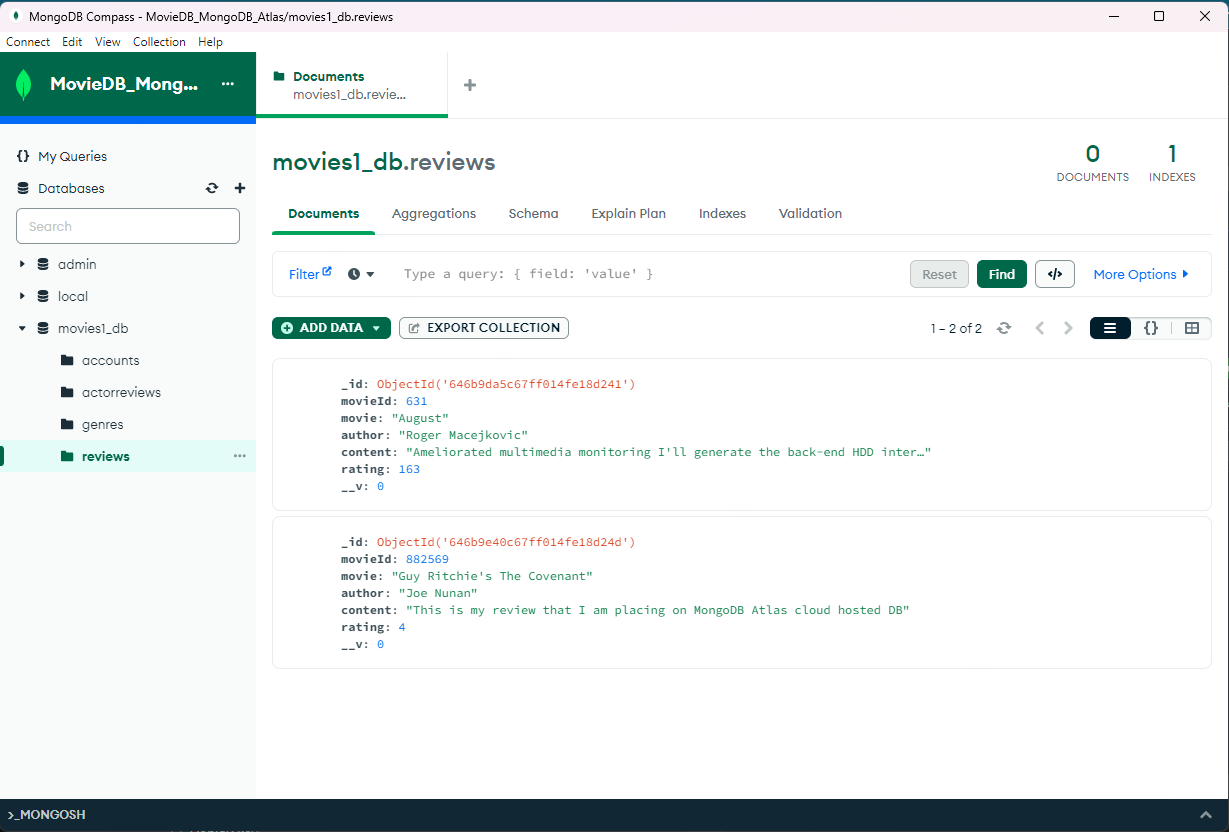 MongoDB Compass - MovieDB_MongoDB_Atlas/movies1_db.reviews
Connect Edit View Collection Help
MovieDB_Mong...
Documents
movies1_db.revie...
My Queries
Databases
Search
admin
local
movies1_db
accounts
actorreviews
genres
reviews
movies1_db.reviews
0
DOCUMENTS
1
INDEXES
Documents Aggregations Schema Explain Plan Indexes Validation
Filter Type a query: { field: 'value' } Reset Find </> More Options
ADD DATA EXPORT COLLECTION 1 – 2 of 2 {}
_id: ObjectId('646b9da5c67ff014fe18d241')
movieId: 631
movie: "August"
author: "Roger Macejkovic"
content: "Ameliorated multimedia monitoring I'll generate the back-end HDD inter…"
rating: 163
__v: 0
_id: ObjectId('646b9e40c67ff014fe18d24d')
movieId: 882569
movie: "Guy Ritchie's The Covenant"
author: "Joe Nunan"
content: "This is my review that I am placing on MongoDB Atlas cloud hosted DB"
rating: 4
__v: 0
>_MONGOSH